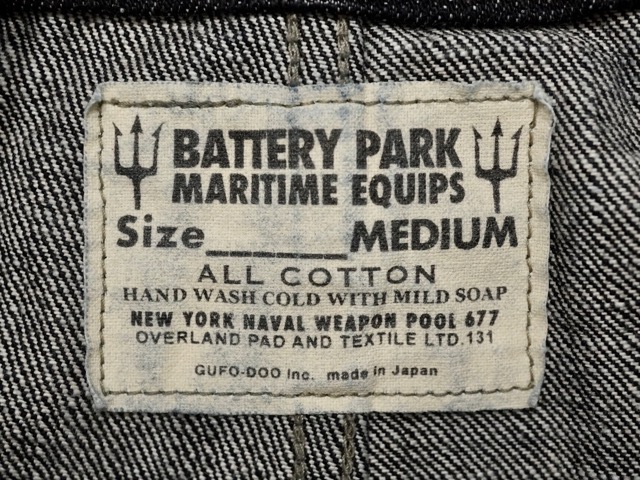 BATTERY PARK
MARITIME EQUIPS
Size______MEDIUM
ALL COTTON
HAND WASH COLD WITH MILD SOAP
NEW YORK NAVAL WEAPON POOL 677
OVERLAND PAD AND TEXTILE LTD.131
GUFO-DOO Inc. made in Japan